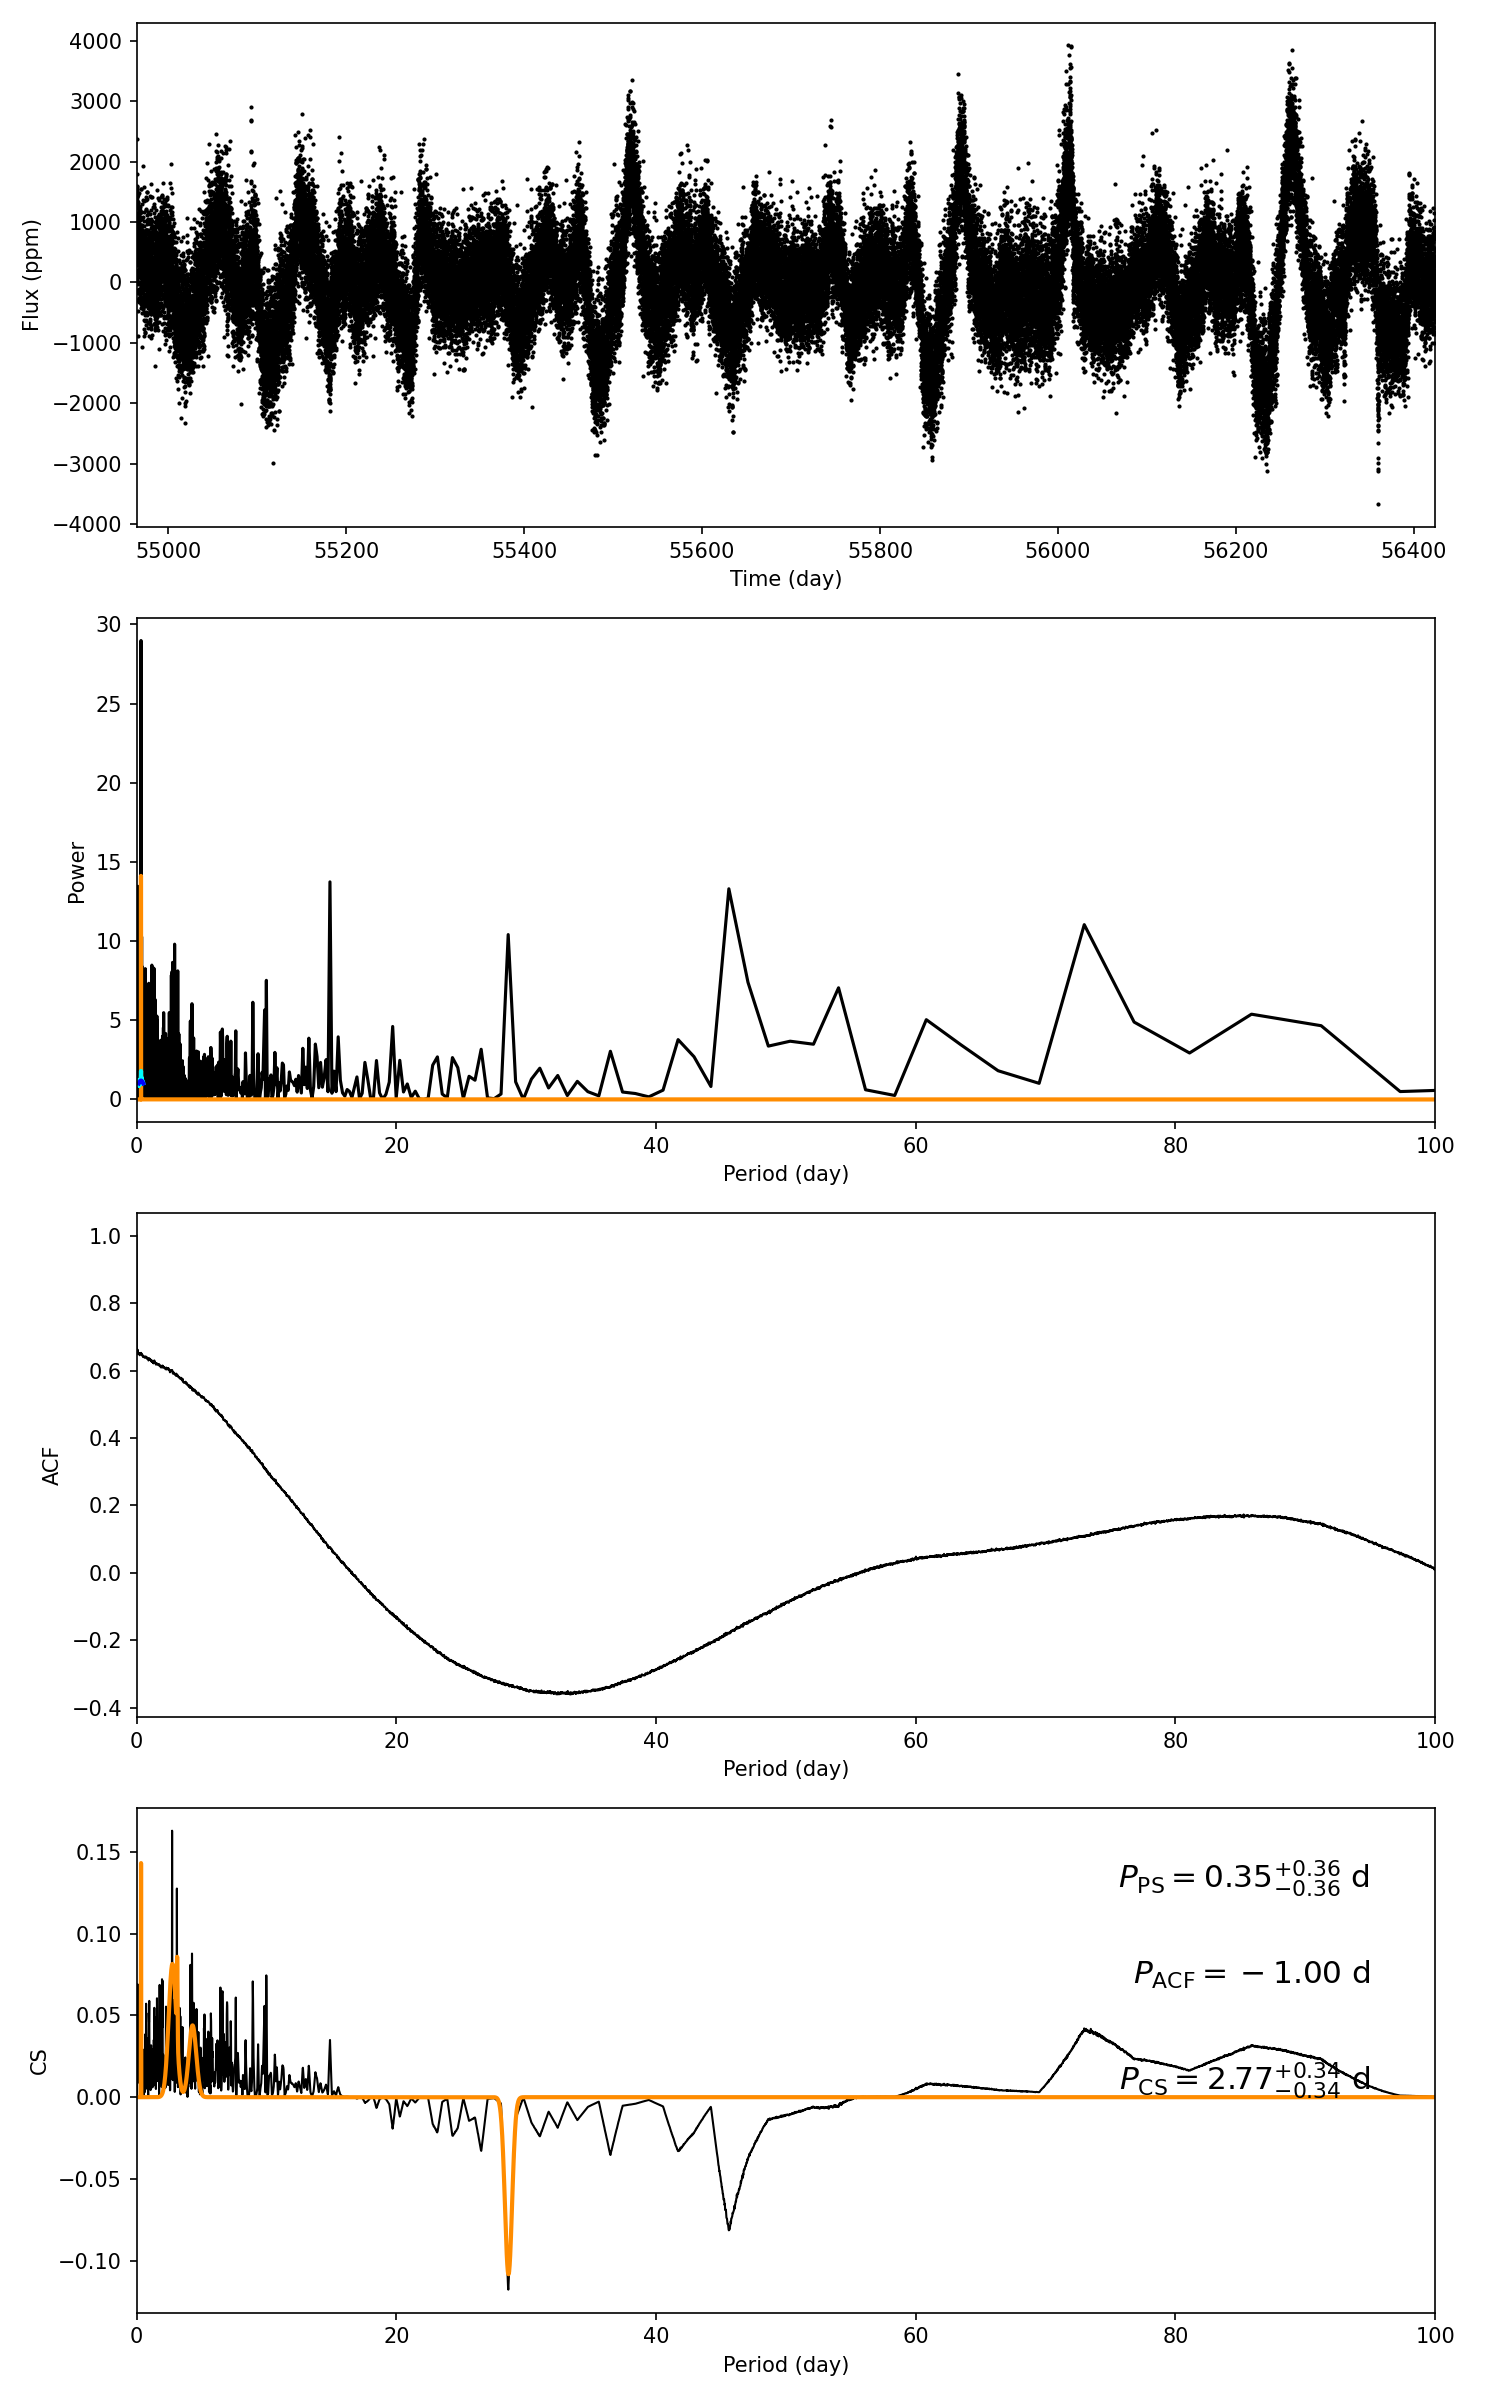 4000
3000
2000
1000
0
−1000
−2000
−3000
−4000
Flux (ppm)
55000 55200 55400 55600 55800 56000 56200 56400
Time (day)
30
25
20
15
10
5
0
Power
0 20 40 60 80 100
Period (day)
1.0
0.8
0.6
0.4
0.2
0.0
−0.2
−0.4
ACF
0 20 40 60 80 100
Period (day)
0.15
0.10
0.05
0.00
−0.05
−0.10
CS
P_PS = 0.35^{+0.36}_{−0.36} d
P_ACF = −1.00 d
P_CS = 2.77^{+0.34}_{−0.34} d
0 20 40 60 80 100
Period (day)